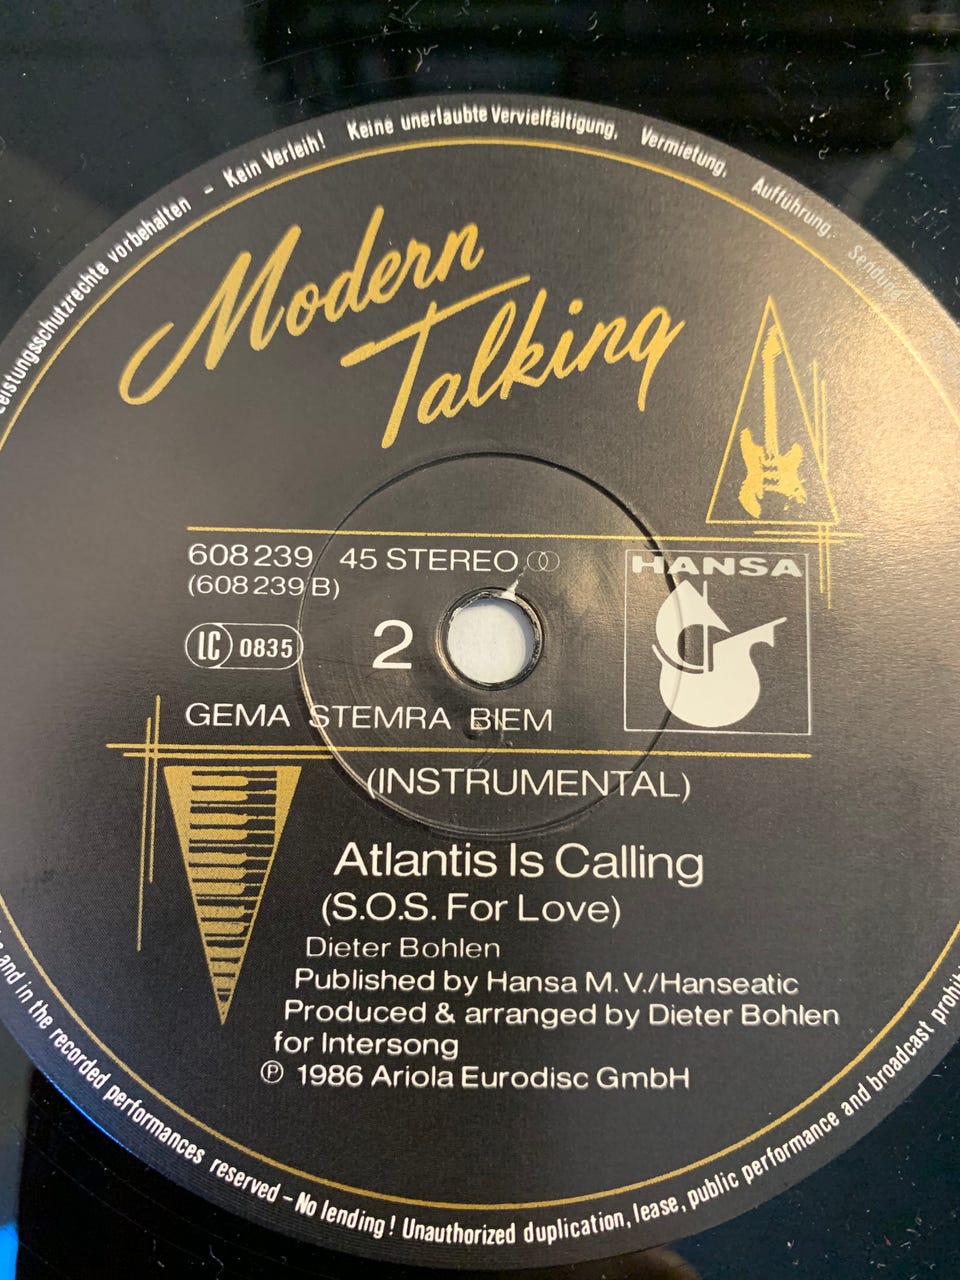 Leistungsschutzrechte vorbehalten - Kein Verleih! Keine unerlaubte Vervielfältigung, Vermietung, Aufführung, Sendung!
Modern
Talking
608 239 45 STEREO
(608 239 B)
LC 0835
2
HANSA
GEMA STEMRA BIEM
(INSTRUMENTAL)
Atlantis Is Calling
(S.O.S. For Love)
Dieter Bohlen
Published by Hansa M. V./Hanseatic
Produced & arranged by Dieter Bohlen
for Intersong
℗ 1986 Ariola Eurodisc GmbH
and in the recorded performances reserved – No lending! Unauthorized duplication, lease, public performance and broadcast